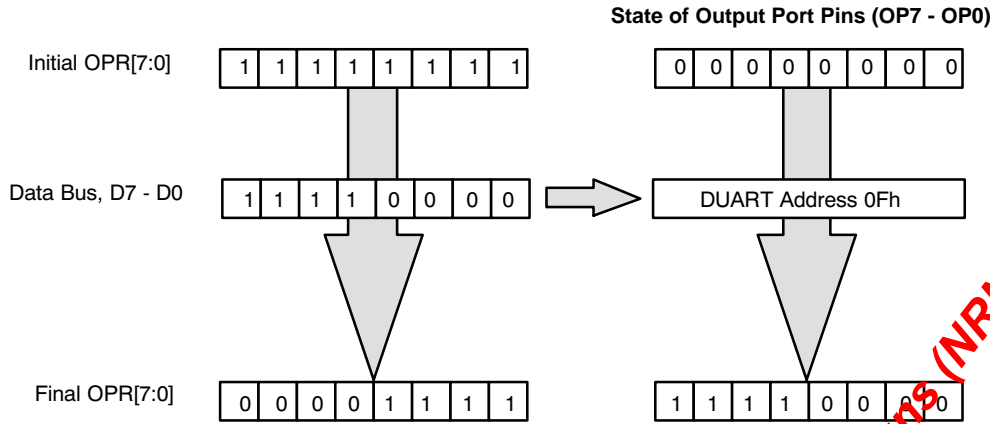 State of Output Port Pins (OP7 - OP0)
Initial OPR[7:0] 1 1 1 1 1 1 1 1 0 0 0 0 0 0 0 0
Data Bus, D7 - D0 1 1 1 1 0 0 0 0 DUART Address 0Fh
Final OPR[7:0] 0 0 0 0 1 1 1 1 1 1 1 1 0 0 0 0